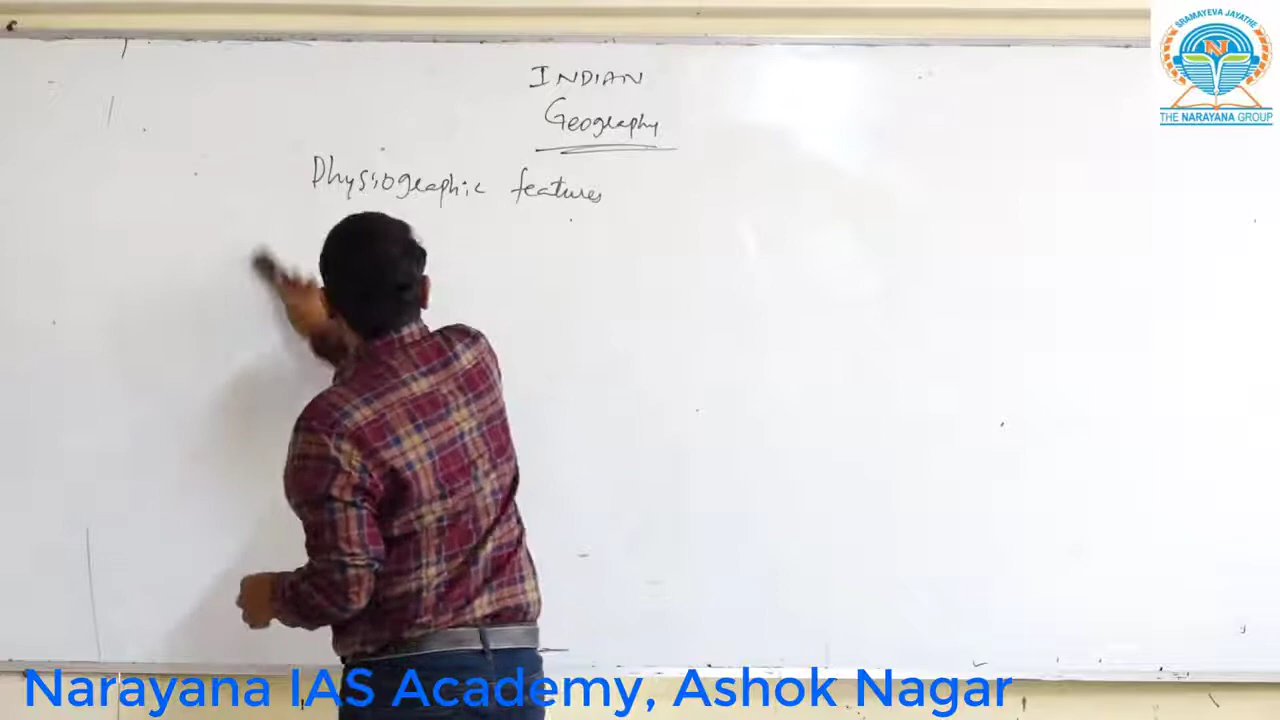 INDIAN
Geography
Physiographic features
SRAMAYEVA JAYATHE
N
THE NARAYANA GROUP
Narayana IAS Academy, Ashok Nagar